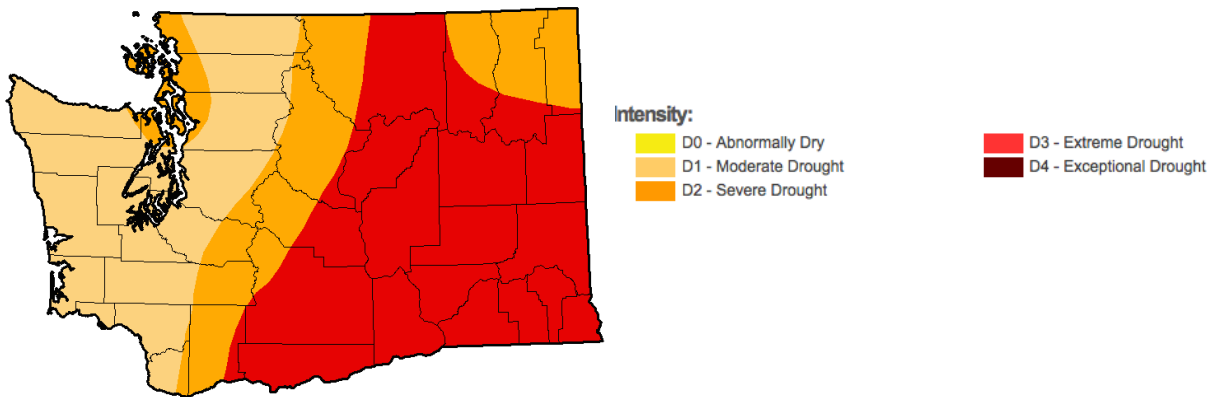 Intensity:
D0 - Abnormally Dry
D1 - Moderate Drought
D2 - Severe Drought
D3 - Extreme Drought
D4 - Exceptional Drought